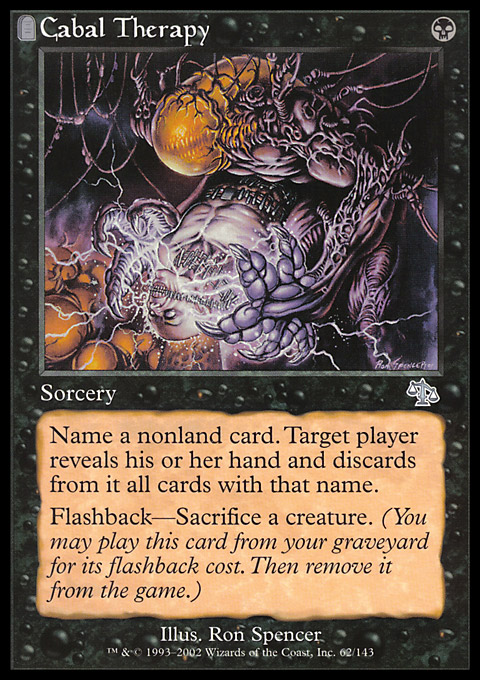 Cabal Therapy
RON SPENCER
Sorcery
Name a nonland card. Target player
reveals his or her hand and discards
from it all cards with that name.
Flashback—Sacrifice a creature. (You
may play this card from your graveyard
for its flashback cost. Then remove it
from the game.)
Illus. Ron Spencer
™ & © 1993–2002 Wizards of the Coast, Inc. 62/143